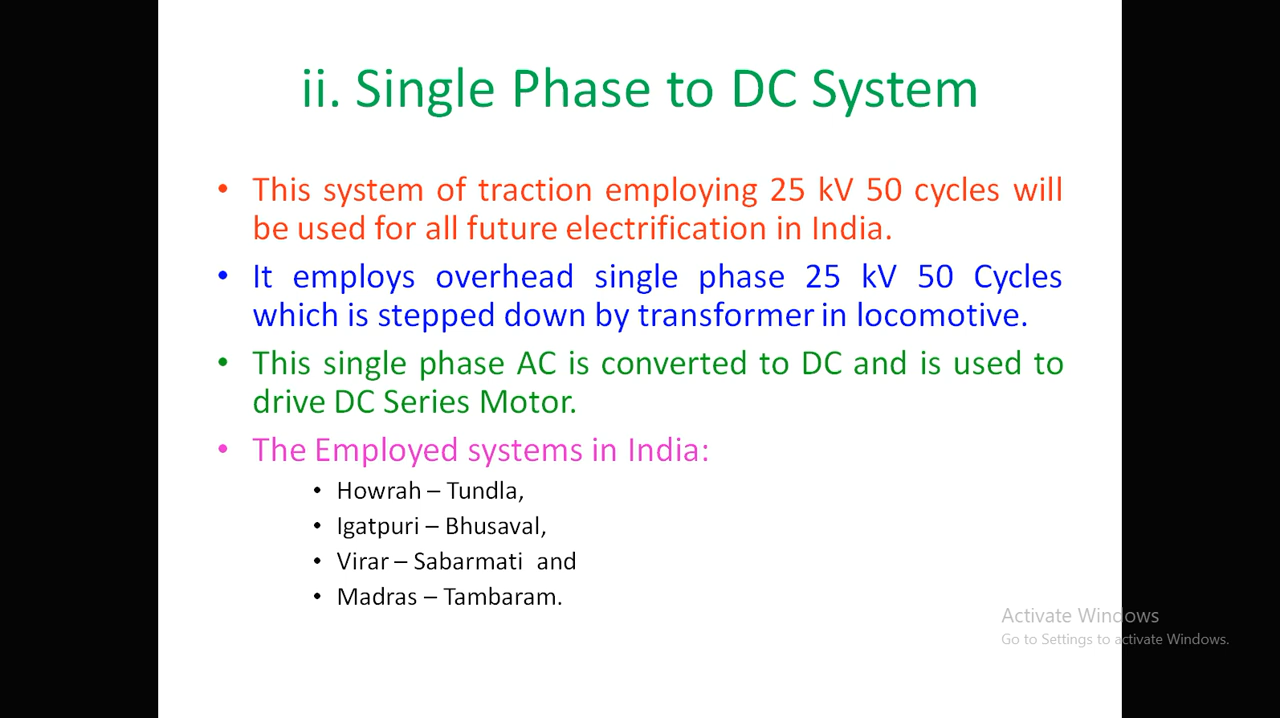 ii. Single Phase to DC System
• This system of traction employing 25 kV 50 cycles will
be used for all future electrification in India.
• It employs overhead single phase 25 kV 50 Cycles
which is stepped down by transformer in locomotive.
• This single phase AC is converted to DC and is used to
drive DC Series Motor.
• The Employed systems in India:
• Howrah – Tundla,
• Igatpuri – Bhusaval,
• Virar – Sabarmati and
• Madras – Tambaram.
Activate Windows
Go to Settings to activate Windows.